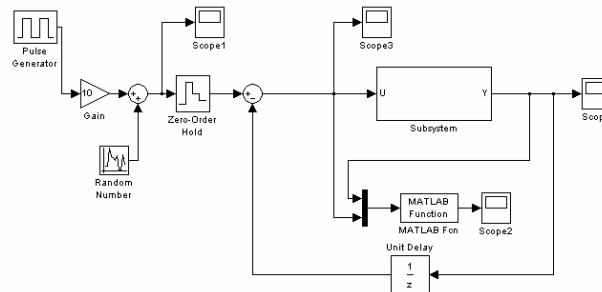 Pulse
Generator
10
Gain
Random
Number
Scope1
Zero-Order
Hold
Scope3
U
Y
Subsystem
MATLAB
Function
MATLAB Fcn
Scope2
Unit Delay
1
z